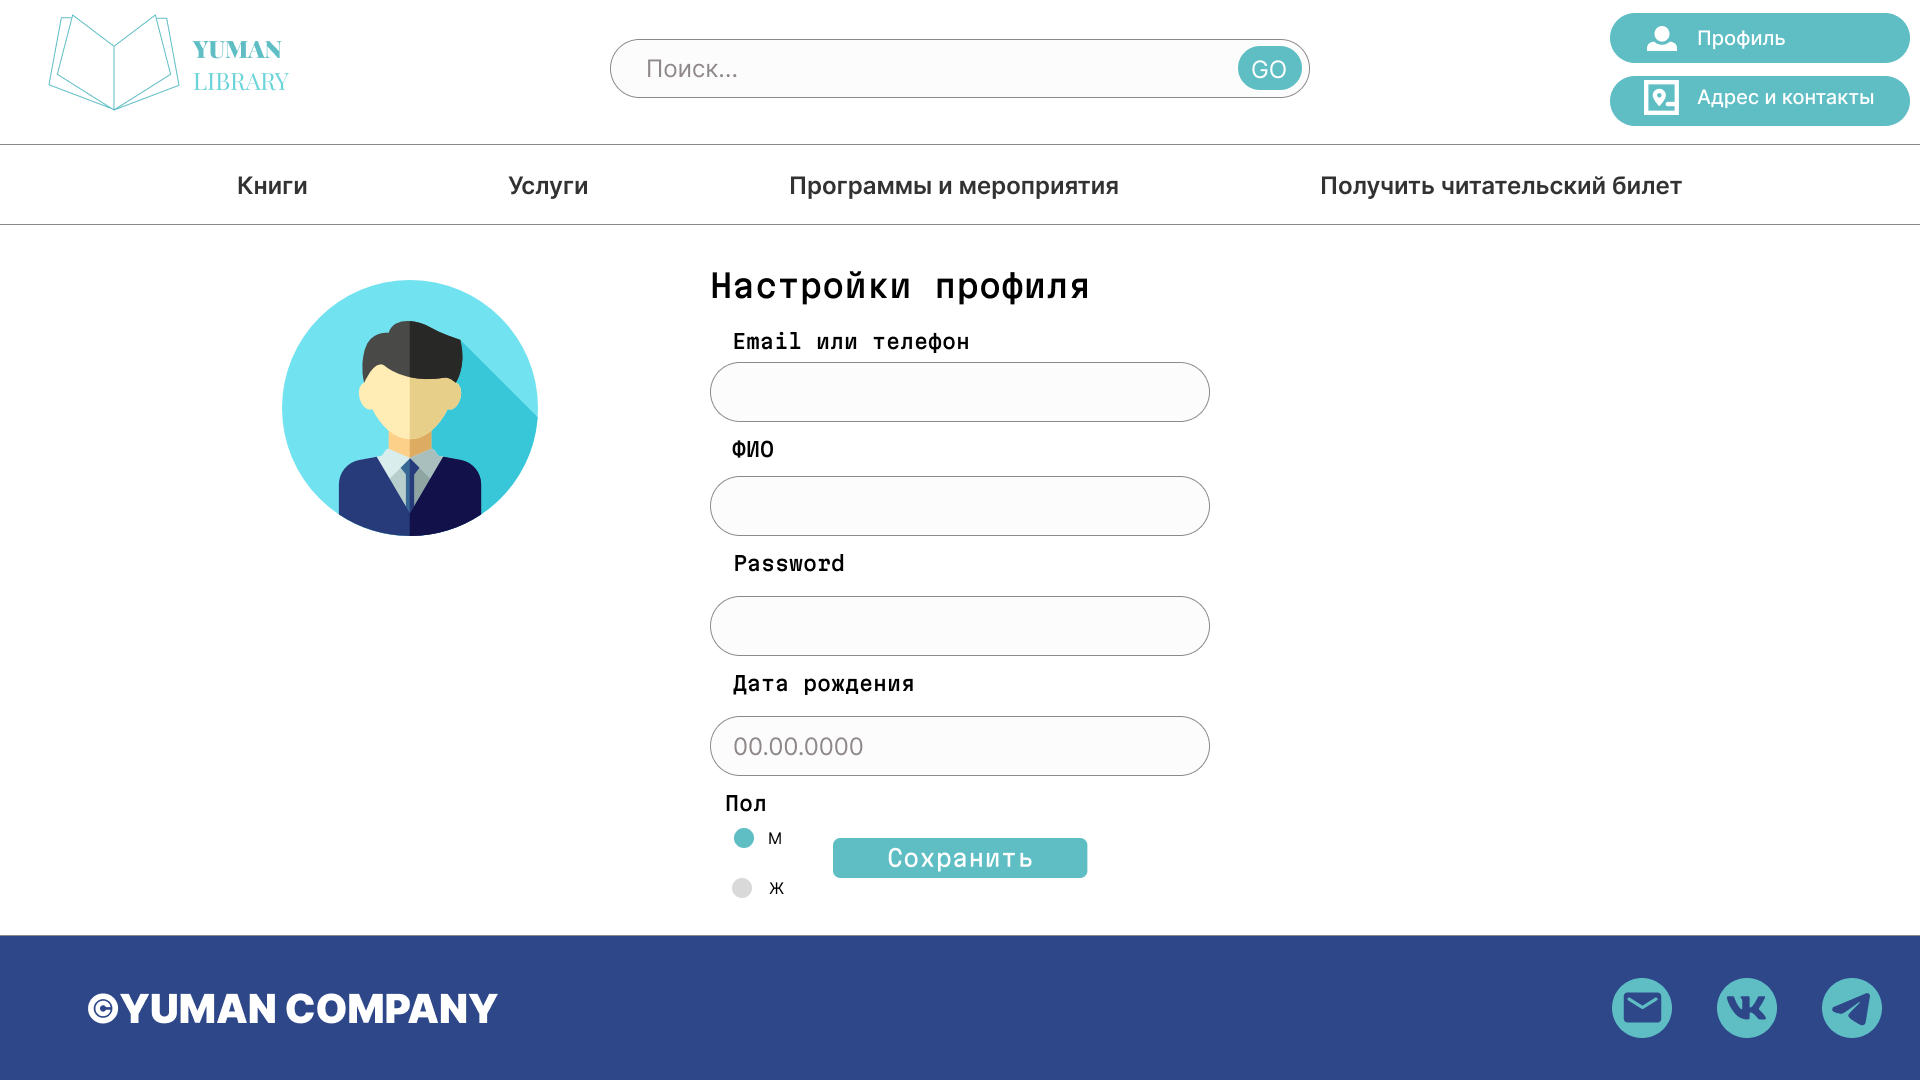 YUMAN
LIBRARY
Поиск...
GO
Профиль
Адрес и контакты
Книги
Услуги
Программы и мероприятия
Получить читательский билет
Настройки профиля
Email или телефон
ФИО
Password
Дата рождения
00.00.0000
Пол
М
Ж
Сохранить
©YUMAN COMPANY